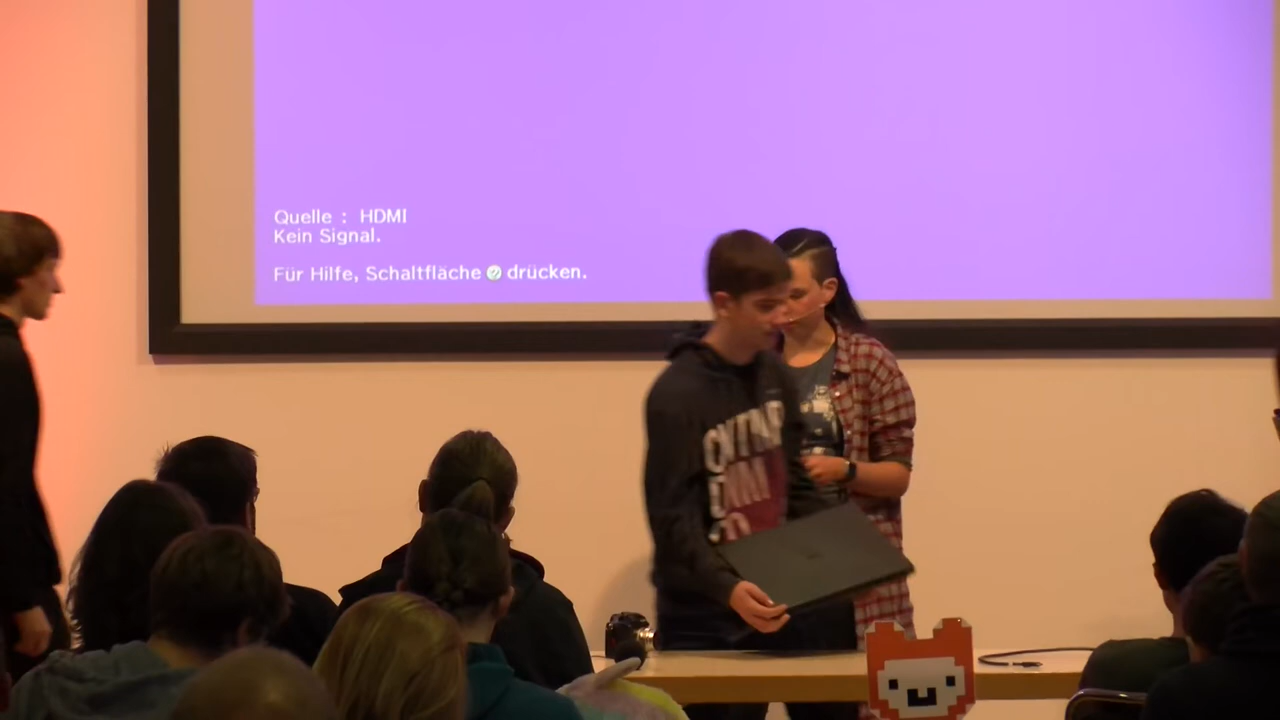 Quelle : HDMI
Kein Signal.
Für Hilfe, Schaltfläche drücken.